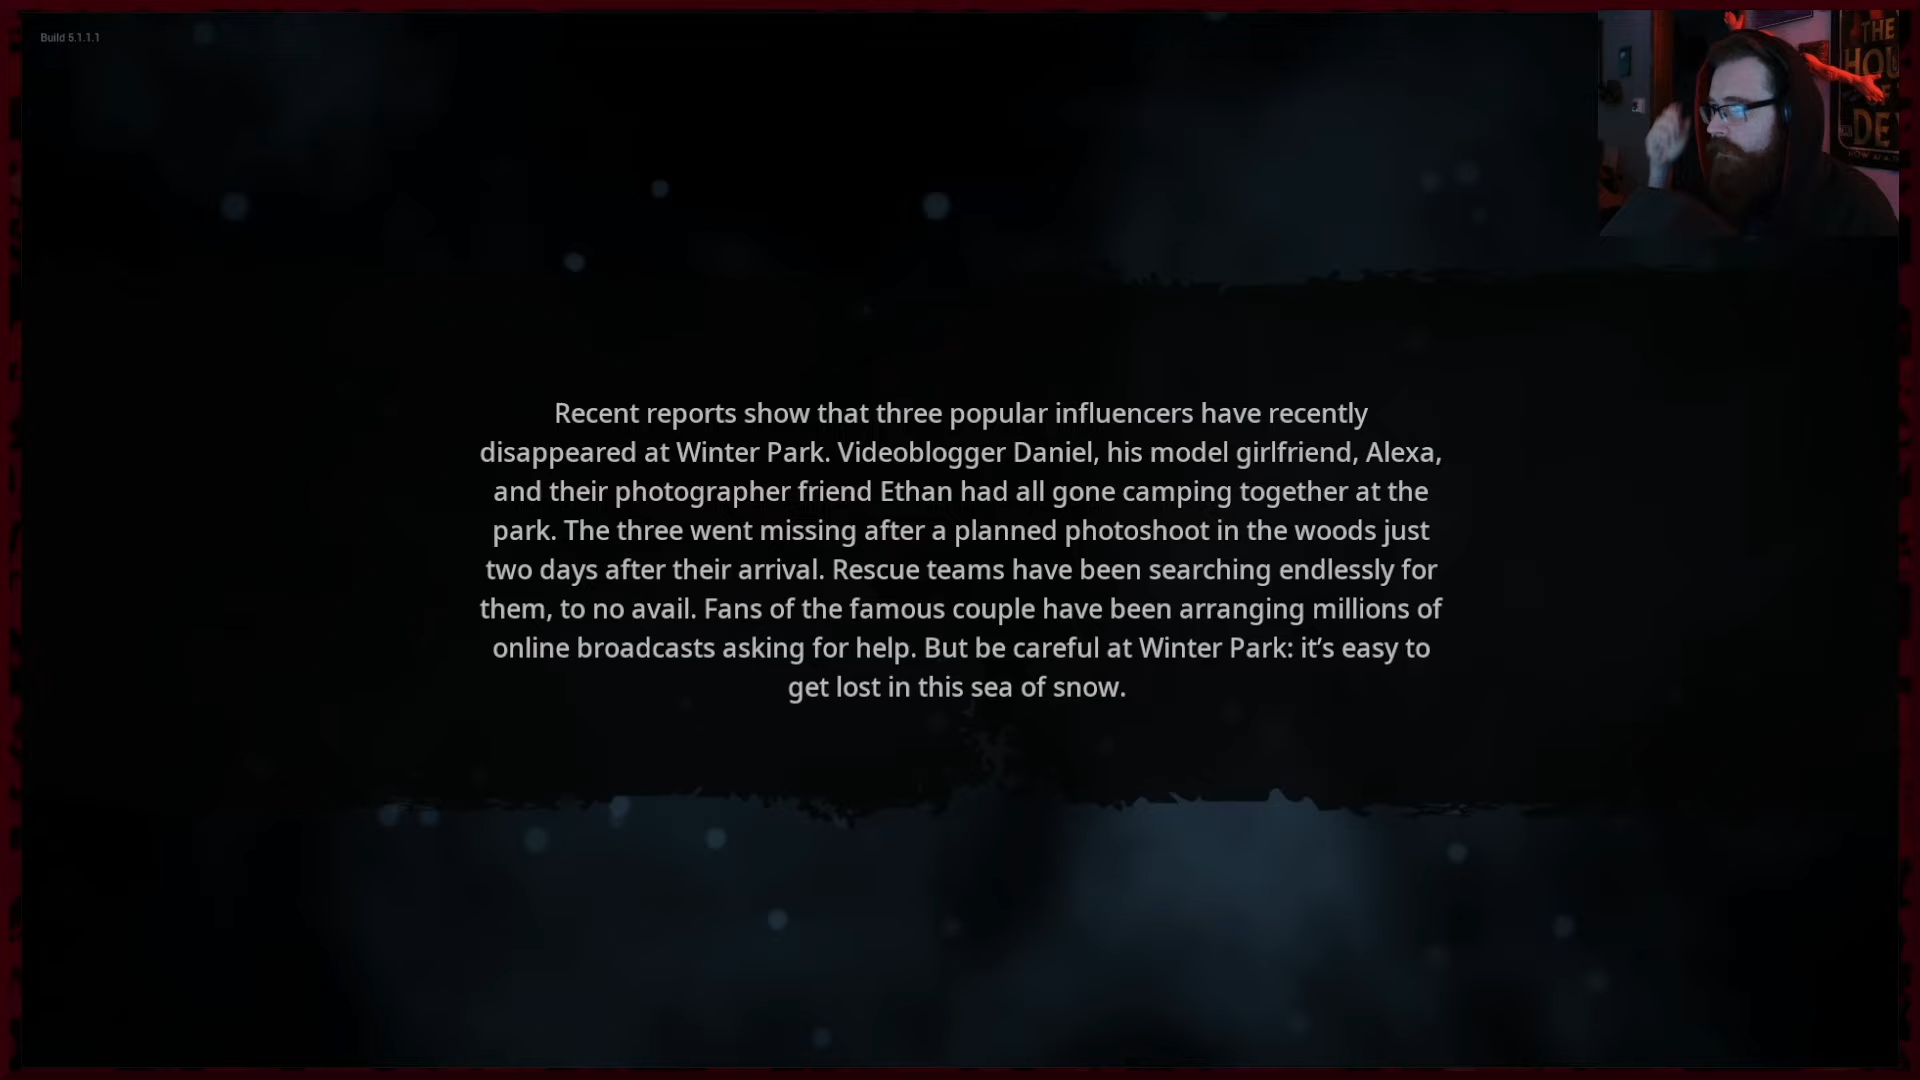 Build 5.1.1.1
THE
HOU
OF
DE
Recent reports show that three popular influencers have recently
disappeared at Winter Park. Videoblogger Daniel, his model girlfriend, Alexa,
and their photographer friend Ethan had all gone camping together at the
park. The three went missing after a planned photoshoot in the woods just
two days after their arrival. Rescue teams have been searching endlessly for
them, to no avail. Fans of the famous couple have been arranging millions of
online broadcasts asking for help. But be careful at Winter Park: it’s easy to
get lost in this sea of snow.